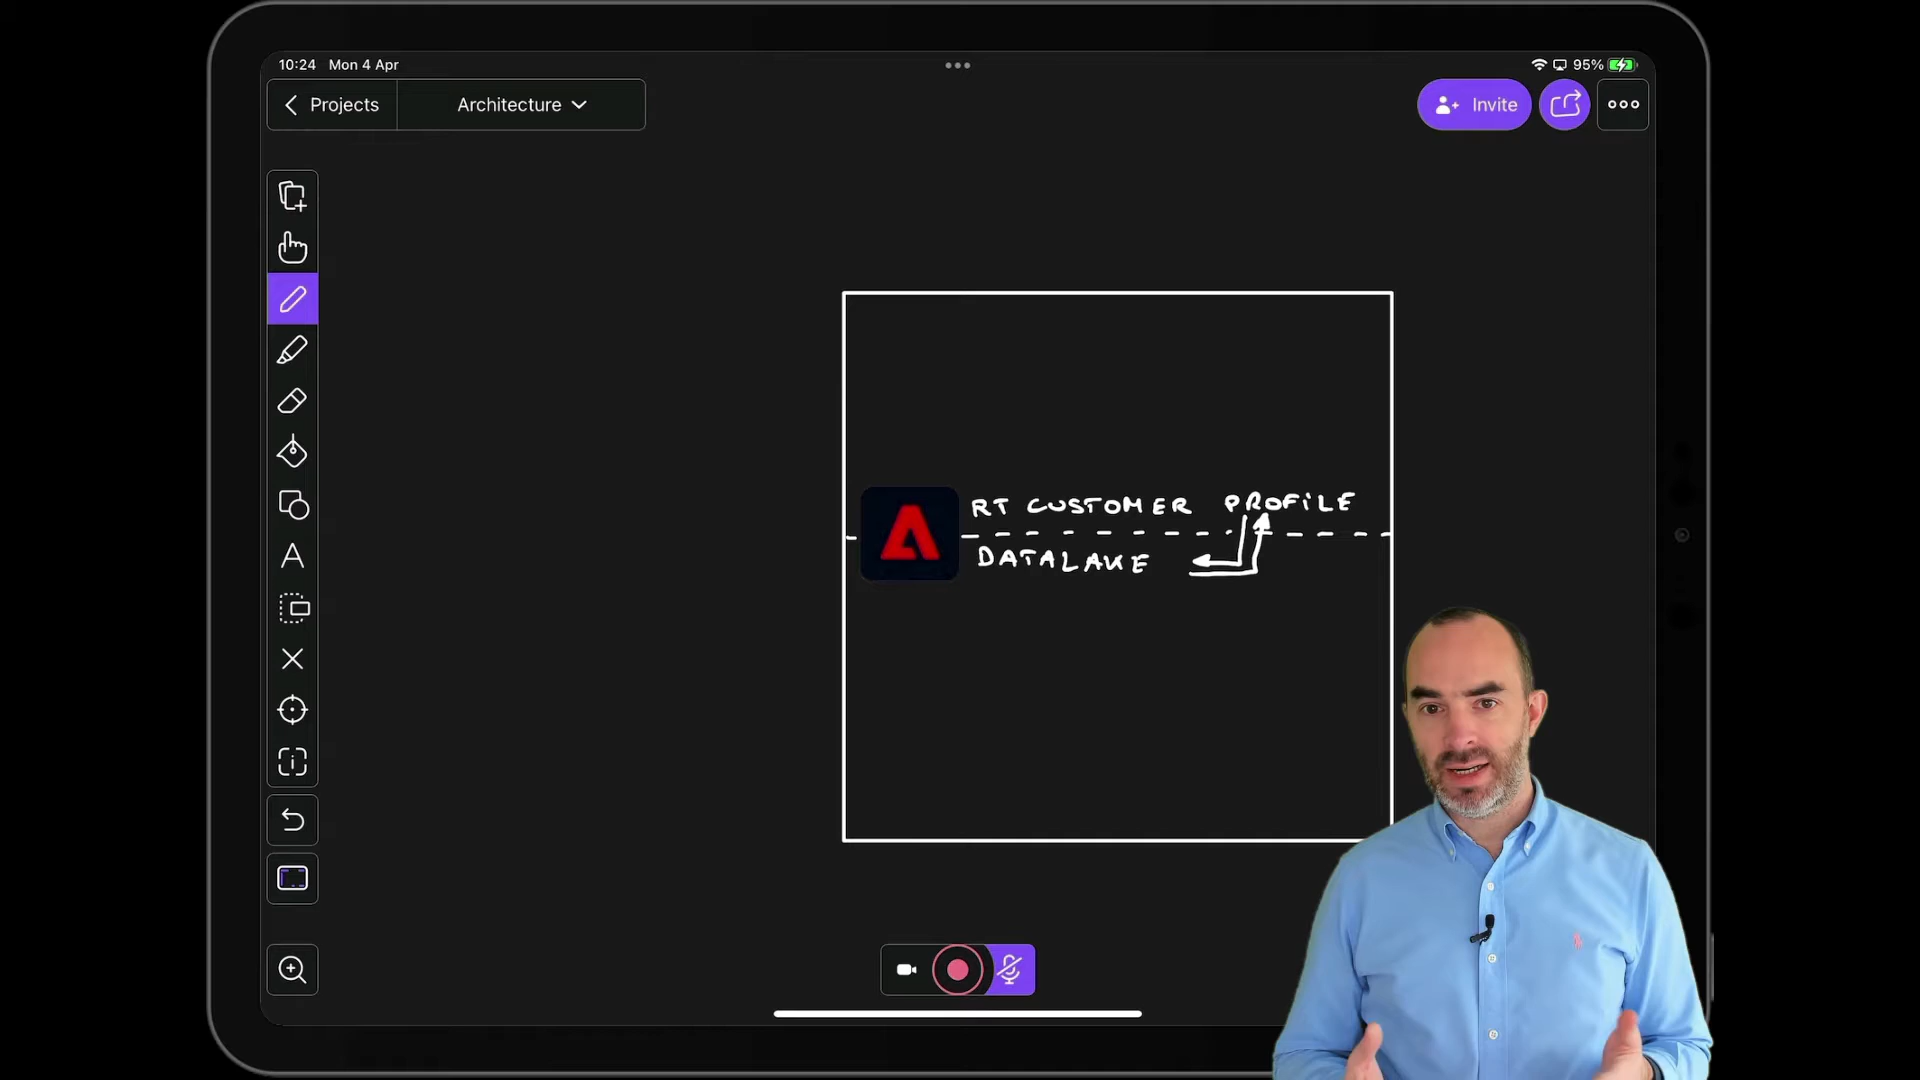 10:24 Mon 4 Apr
95%
Projects
Architecture
Invite
RT CUSTOMER PROFiLE
DATALAKE